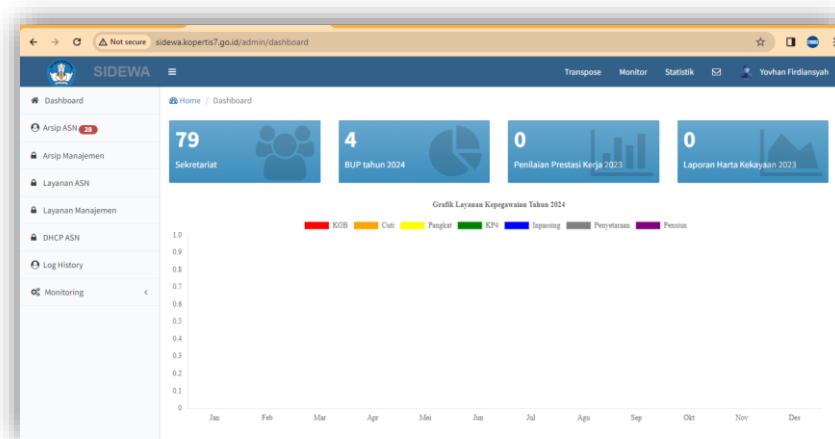 Not secure sidewa.kopertis7.go.id/admin/dashboard
SIDEWA
Transpose Monitor Statistik Yovhan Firdiansyah
Dashboard
Arsip ASN 28
Arsip Manajemen
Layanan ASN
Layanan Manajemen
DHCP ASN
Log History
Monitoring
Home / Dashboard
79
Sekretariat
4
BUP tahun 2024
0
Penilaian Prestasi Kerja 2023
0
Laporan Harta Kekayaan 2023
Grafik Layanan Kepegawaian Tahun 2024
KGB Cuti Pangkat KP4 Inpassing Penyetaraan Pensiun
1.0
0.9
0.8
0.7
0.6
0.5
0.4
0.3
0.2
0.1
0
Jan Feb Mar Apr Mei Jun Jul Agu Sep Okt Nov Des